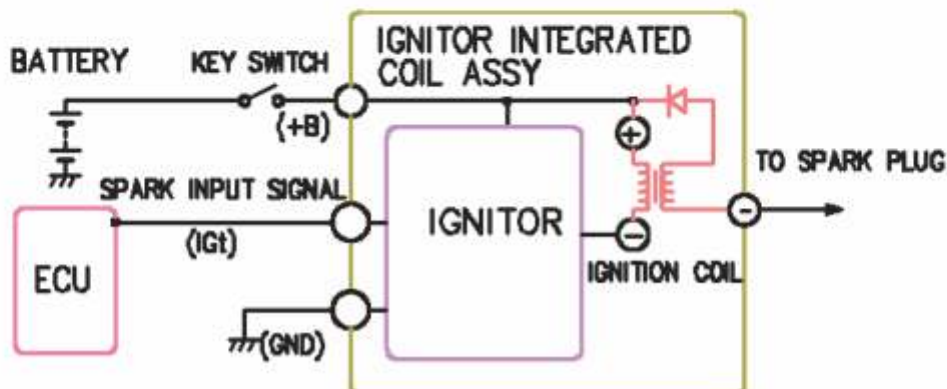 IGNITOR INTEGRATED
COIL ASSY
BATTERY
KEY SWITCH
(+B)
+
TO SPARK PLUG
SPARK INPUT SIGNAL
(IGt)
ECU
IGNITOR
-
-
IGNITION COIL
(GND)